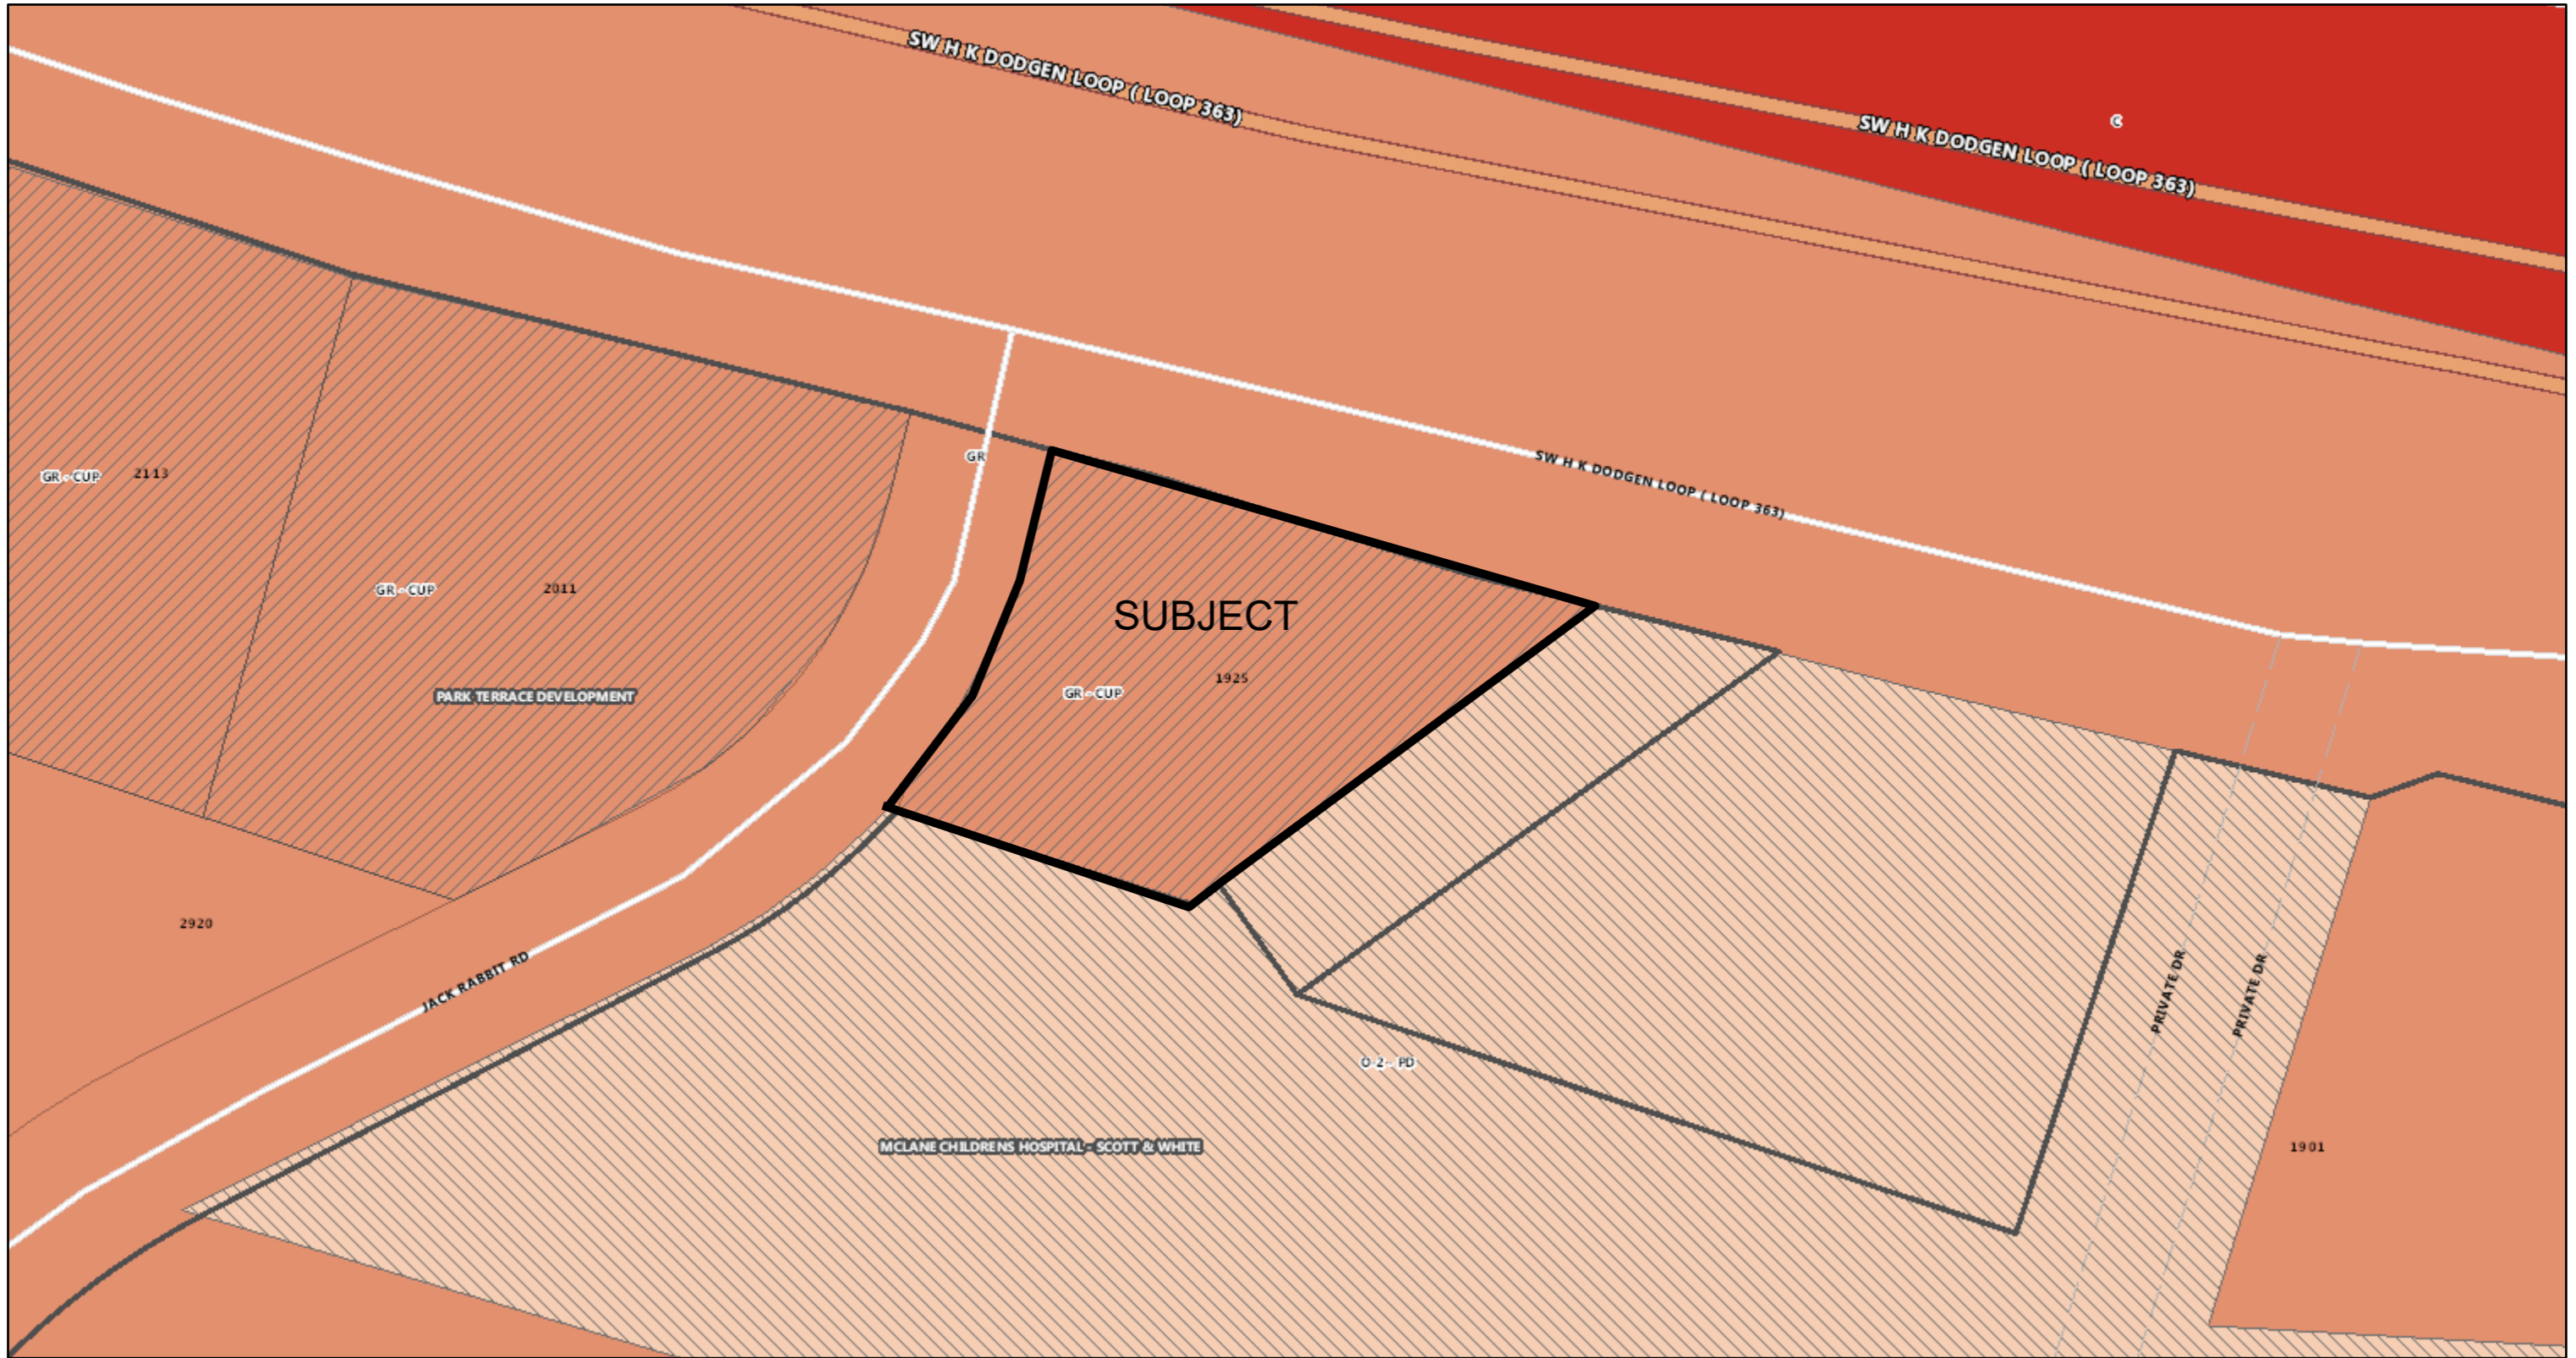 SW H K DODGEN LOOP ( LOOP 363)
SW H K DODGEN LOOP ( LOOP 363)
C
GR
SW H K DODGEN LOOP ( LOOP 363)
GR - CUP
2113
GR - CUP
2011
SUBJECT
1925
GR - CUP
PARK TERRACE DEVELOPMENT
2920
JACK RABBIT RD
PRIVATE DR
PRIVATE DR
O-2 - PD
MCLANE CHILDRENS HOSPITAL - SCOTT & WHITE
1901